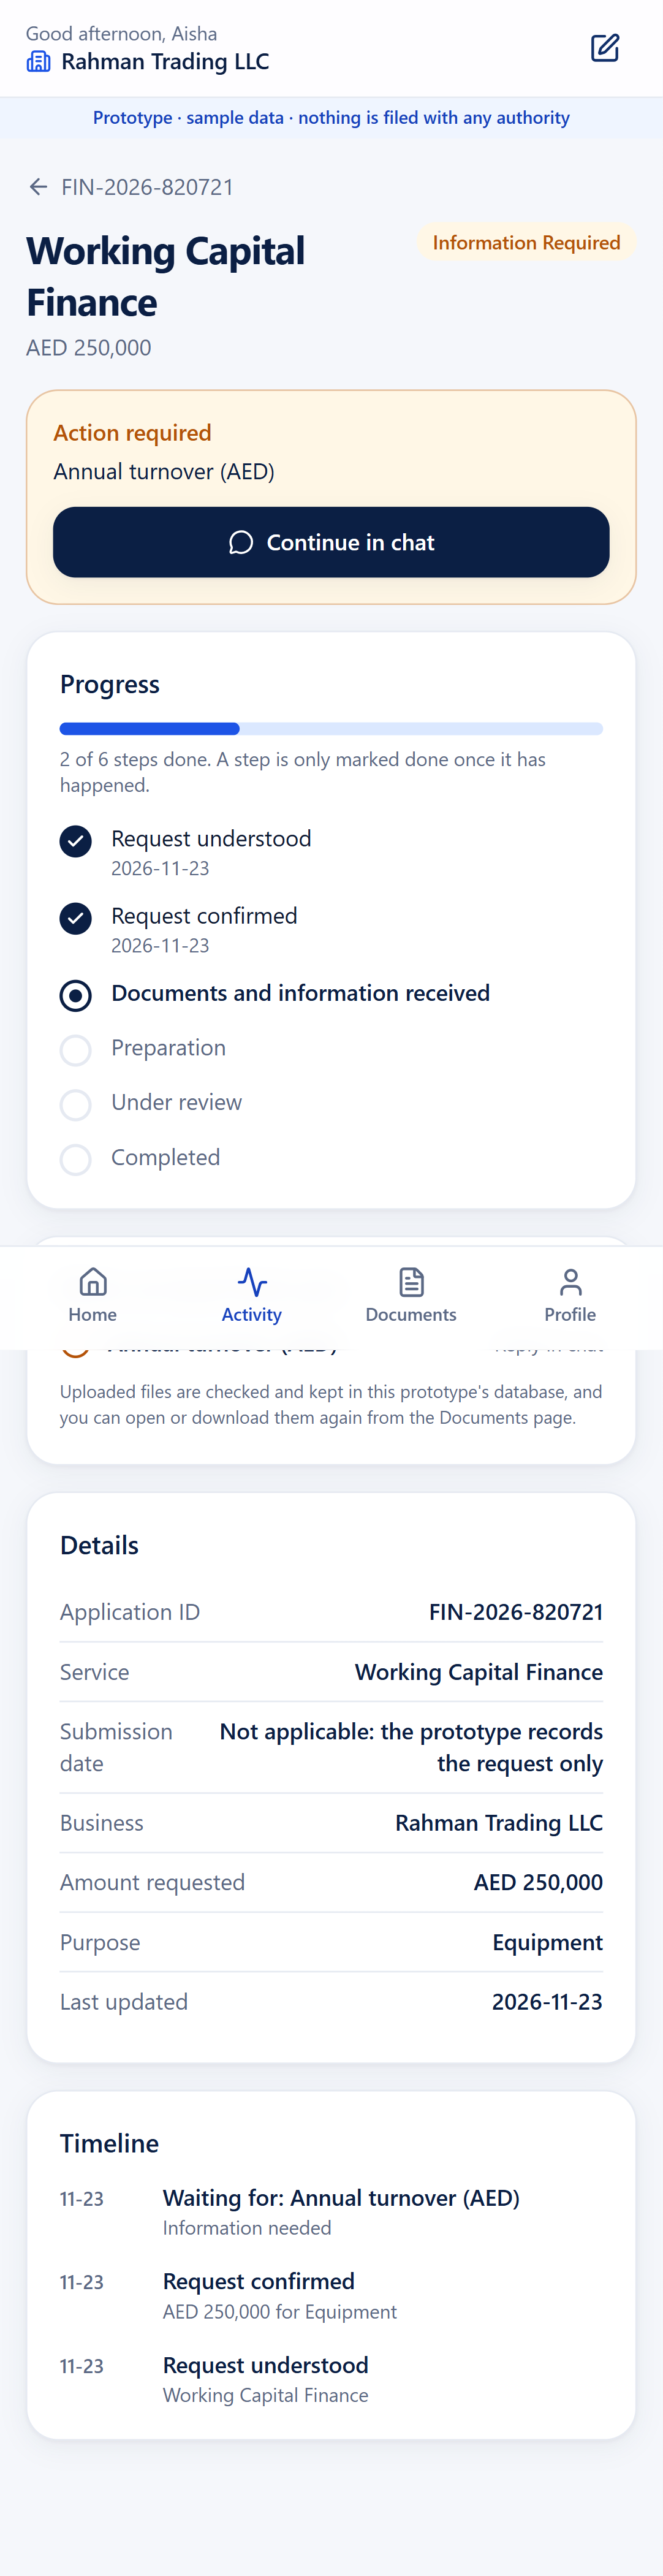 Good afternoon, Aisha
Rahman Trading LLC
Prototype · sample data · nothing is filed with any authority
FIN-2026-820721
Working Capital
Finance
Information Required
AED 250,000
Action required
Annual turnover (AED)
Continue in chat
Progress
2 of 6 steps done. A step is only marked done once it has
happened.
Request understood
2026-11-23
Request confirmed
2026-11-23
Documents and information received
Preparation
Under review
Completed
Home
Activity
Documents
Profile
Annual turnover (AED)
Reply in chat
Uploaded files are checked and kept in this prototype's database, and
you can open or download them again from the Documents page.
Details
Application ID
FIN-2026-820721
Service
Working Capital Finance
Submission
date
Not applicable: the prototype records
the request only
Business
Rahman Trading LLC
Amount requested
AED 250,000
Purpose
Equipment
Last updated
2026-11-23
Timeline
11-23
Waiting for: Annual turnover (AED)
Information needed
11-23
Request confirmed
AED 250,000 for Equipment
11-23
Request understood
Working Capital Finance